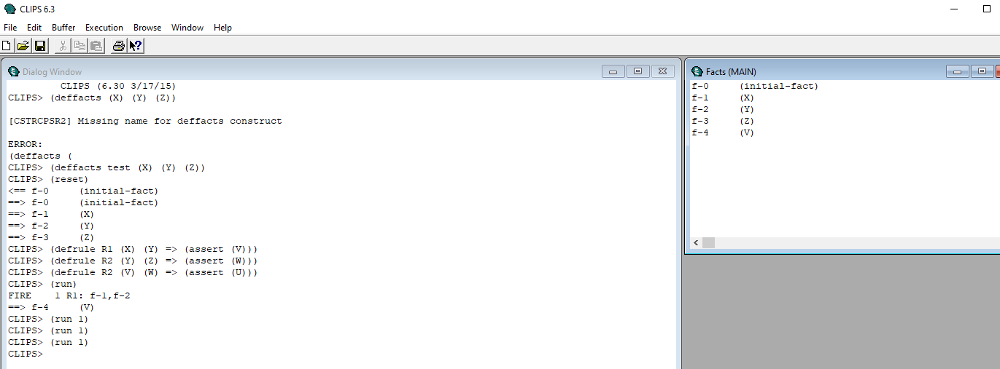 CLIPS 6.3
File Edit Buffer Execution Browse Window Help
Dialog Window
CLIPS (6.30 3/17/15)
CLIPS> (deffacts (X) (Y) (Z))
[CSTRCPSR2] Missing name for deffacts construct
ERROR:
(deffacts (
CLIPS> (deffacts test (X) (Y) (Z))
CLIPS> (reset)
<== f-0 (initial-fact)
==> f-0 (initial-fact)
==> f-1 (X)
==> f-2 (Y)
==> f-3 (Z)
CLIPS> (defrule R1 (X) (Y) => (assert (V)))
CLIPS> (defrule R2 (Y) (Z) => (assert (W)))
CLIPS> (defrule R2 (V) (W) => (assert (U)))
CLIPS> (run)
FIRE 1 R1: f-1,f-2
==> f-4 (V)
CLIPS> (run 1)
CLIPS> (run 1)
CLIPS> (run 1)
CLIPS>
Facts (MAIN)
f-0 (initial-fact)
f-1 (X)
f-2 (Y)
f-3 (Z)
f-4 (V)